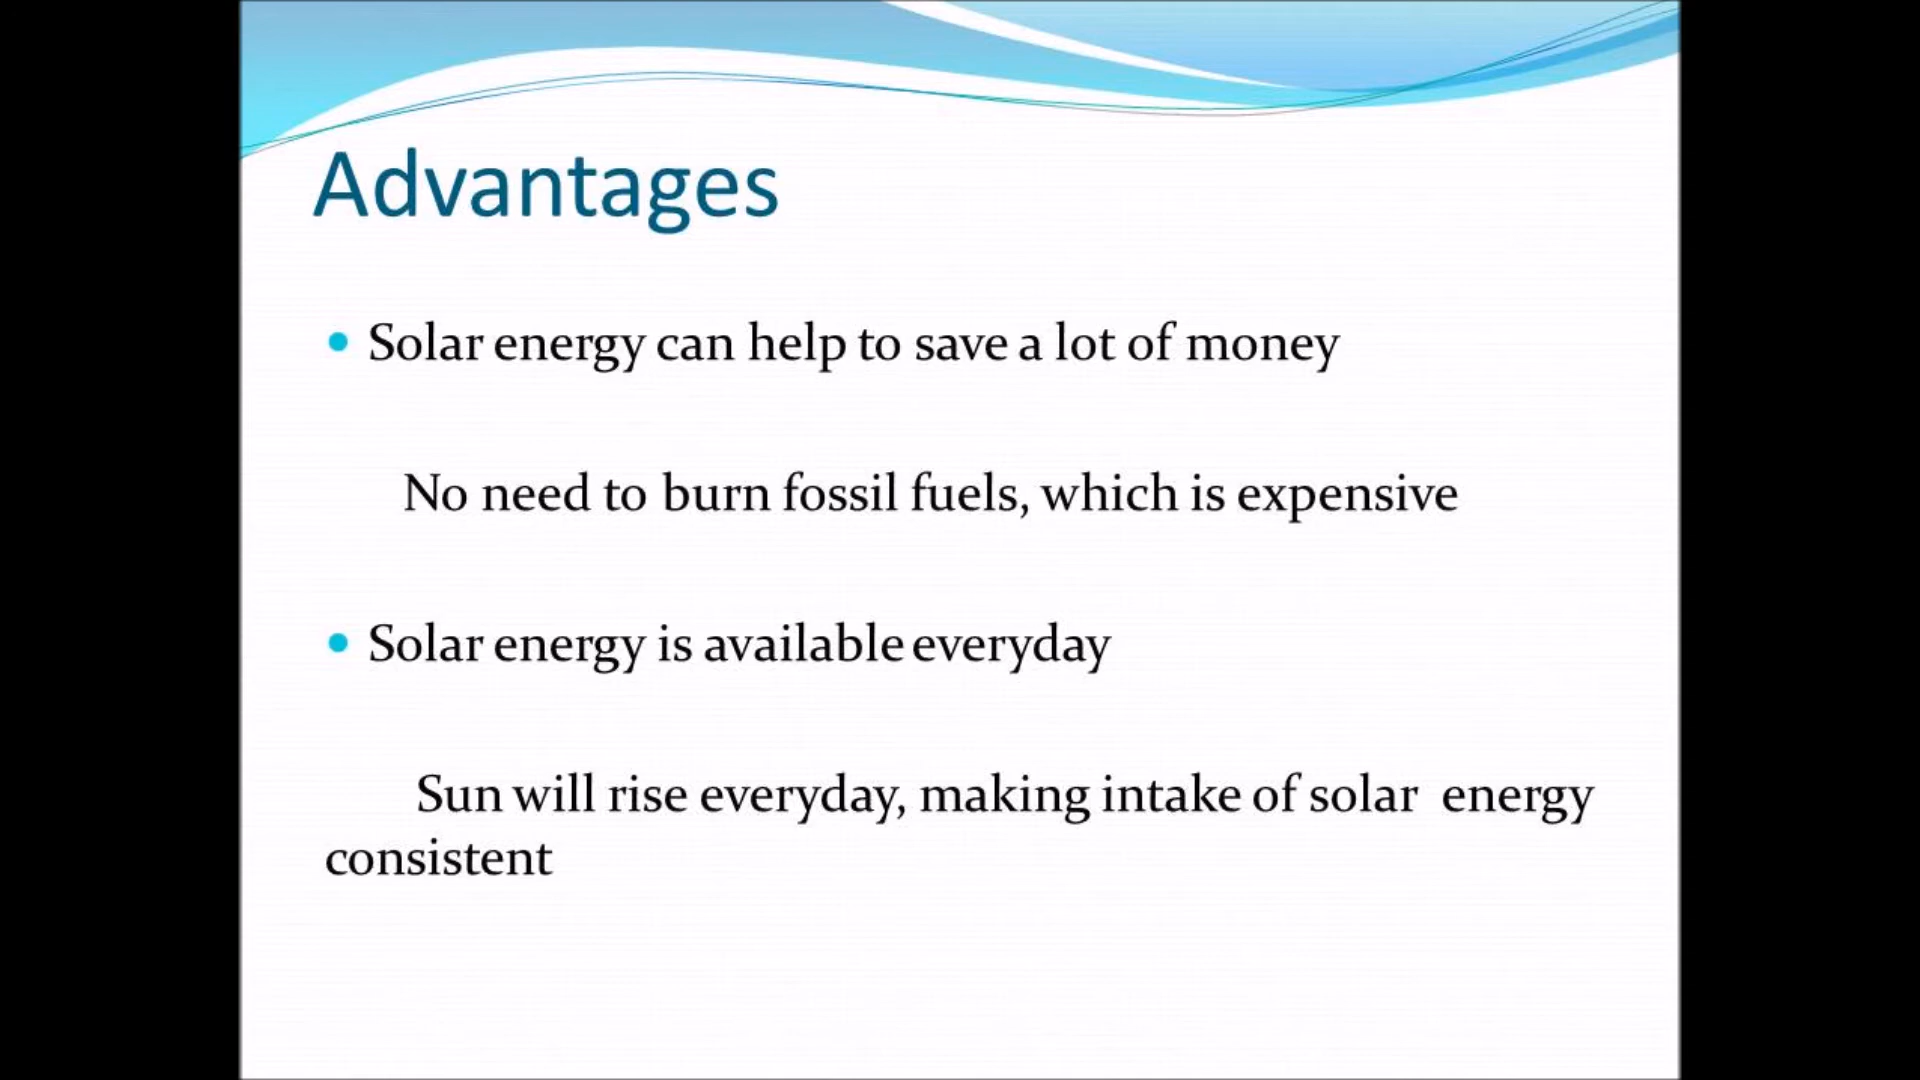 Advantages
• Solar energy can help to save a lot of money
No need to burn fossil fuels, which is expensive
• Solar energy is available everyday
Sun will rise everyday, making intake of solar energy
consistent